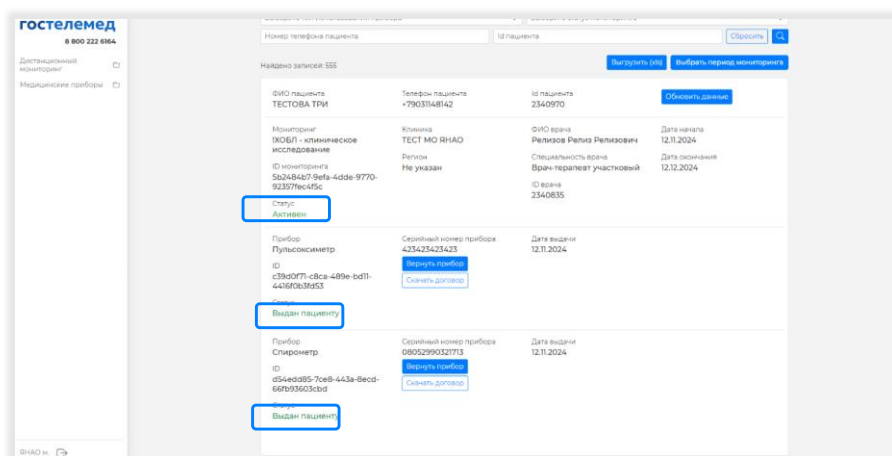 гостелемед
8 800 222 6164
Дистанционный
мониторинг
Медицинские приборы
Номер телефона пациента
Id пациента
Сбросить
Найдено записей: 555
Выгрузить (xls)
Выбрать период мониторинга
ФИО пациента
ТЕСТОВА ТРИ
Телефон пациента
+79031148142
Id пациента
2340970
Обновить данные
Мониторинг
!ХОБЛ - клиническое
исследование
Клиника
ТЕСТ МО ЯНАО
ФИО врача
Релизов Релиз Релизович
Дата начала
12.11.2024
Регион
Не указан
Специальность врача
Врач-терапевт участковый
Дата окончания
12.12.2024
ID мониторинга
5b2484b7-9efa-4dde-9770-
92357fec4f5c
ID врача
2340835
Статус
Активен
Прибор
Пульсоксиметр
Серийный номер прибора
423423423423
Дата выдачи
12.11.2024
Вернуть прибор
Скачать договор
ID
c39d0f71-c8ca-489e-bd11-
4416f0b3fd53
Статус
Выдан пациенту
Прибор
Спирометр
Серийный номер прибора
08052990321713
Дата выдачи
12.11.2024
Вернуть прибор
Скачать договор
ID
d54edd85-7ce8-443a-8ecd-
66fb93603cbd
Статус
Выдан пациенту
ЯНАО м.